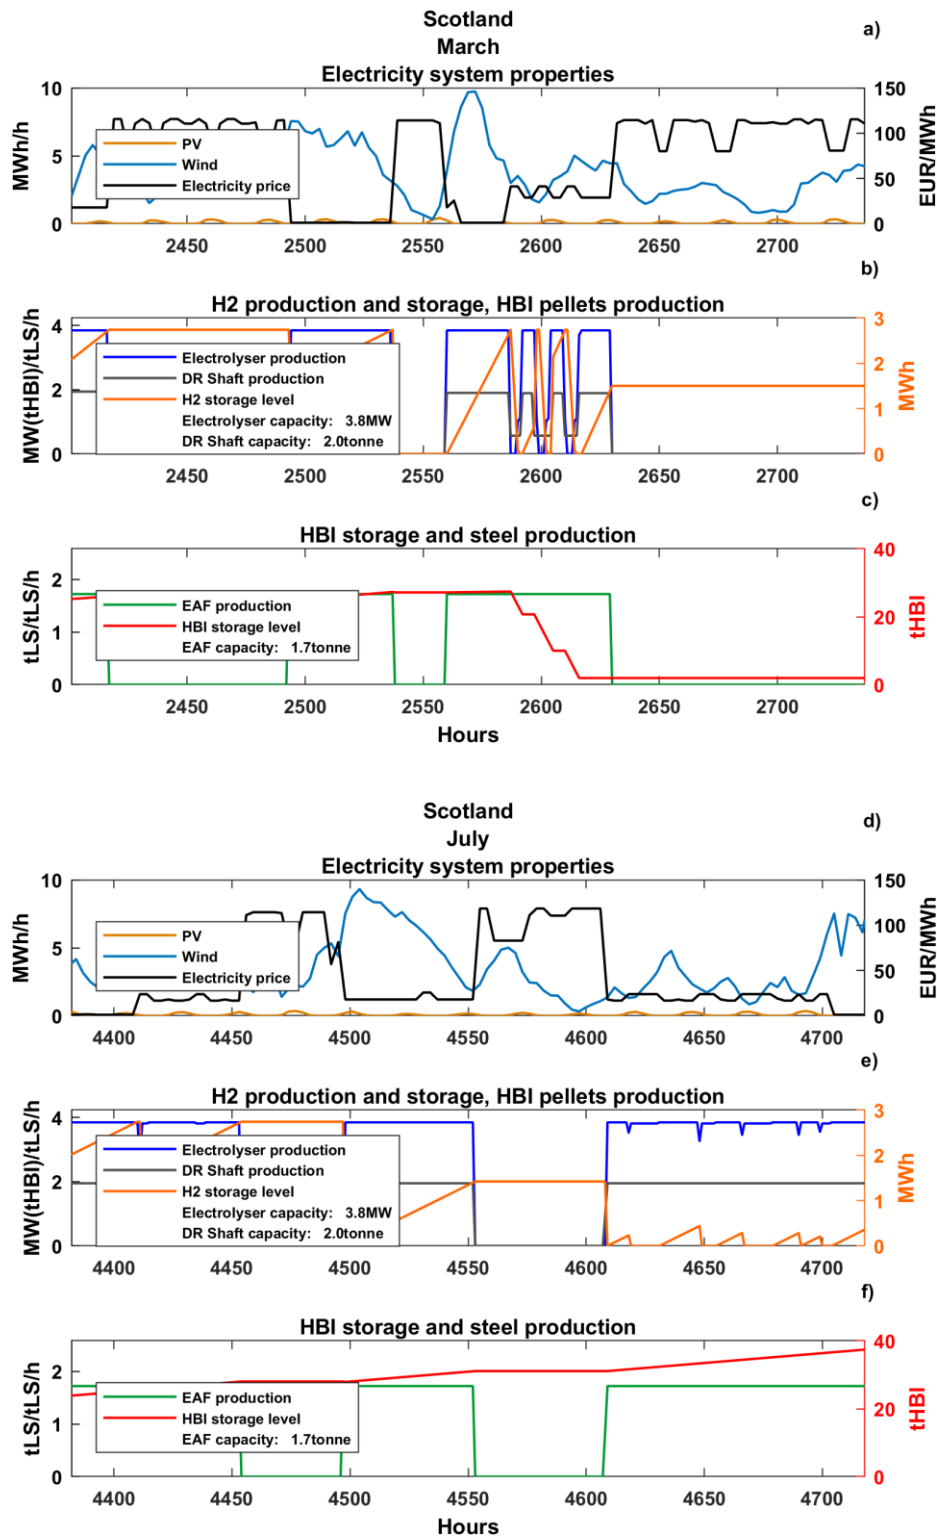 Scotland
a)
March
Electricity system properties
10
5
0
MWh/h
150
100
50
0
EUR/MWh
PV
Wind
Electricity price
2450
2500
2550
2600
2650
2700
b)
H2 production and storage, HBI pellets production
4
2
0
MW(tHBI)/tLS/h
3
2
1
0
MWh
Electrolyser production
DR Shaft production
H2 storage level
Electrolyser capacity: 3.8MW
DR Shaft capacity: 2.0tonne
2450
2500
2550
2600
2650
2700
c)
HBI storage and steel production
2
1
0
tLS/tLS/h
40
20
0
tHBI
EAF production
HBI storage level
EAF capacity: 1.7tonne
2450
2500
2550
2600
2650
2700
Hours
Scotland
d)
July
Electricity system properties
10
5
0
MWh/h
150
100
50
0
EUR/MWh
PV
Wind
Electricity price
4400
4450
4500
4550
4600
4650
4700
e)
H2 production and storage, HBI pellets production
4
2
0
MW(tHBI)/tLS/h
3
2
1
0
MWh
Electrolyser production
DR Shaft production
H2 storage level
Electrolyser capacity: 3.8MW
DR Shaft capacity: 2.0tonne
4400
4450
4500
4550
4600
4650
4700
f)
HBI storage and steel production
2
1
0
tLS/tLS/h
40
20
0
tHBI
EAF production
HBI storage level
EAF capacity: 1.7tonne
4400
4450
4500
4550
4600
4650
4700
Hours